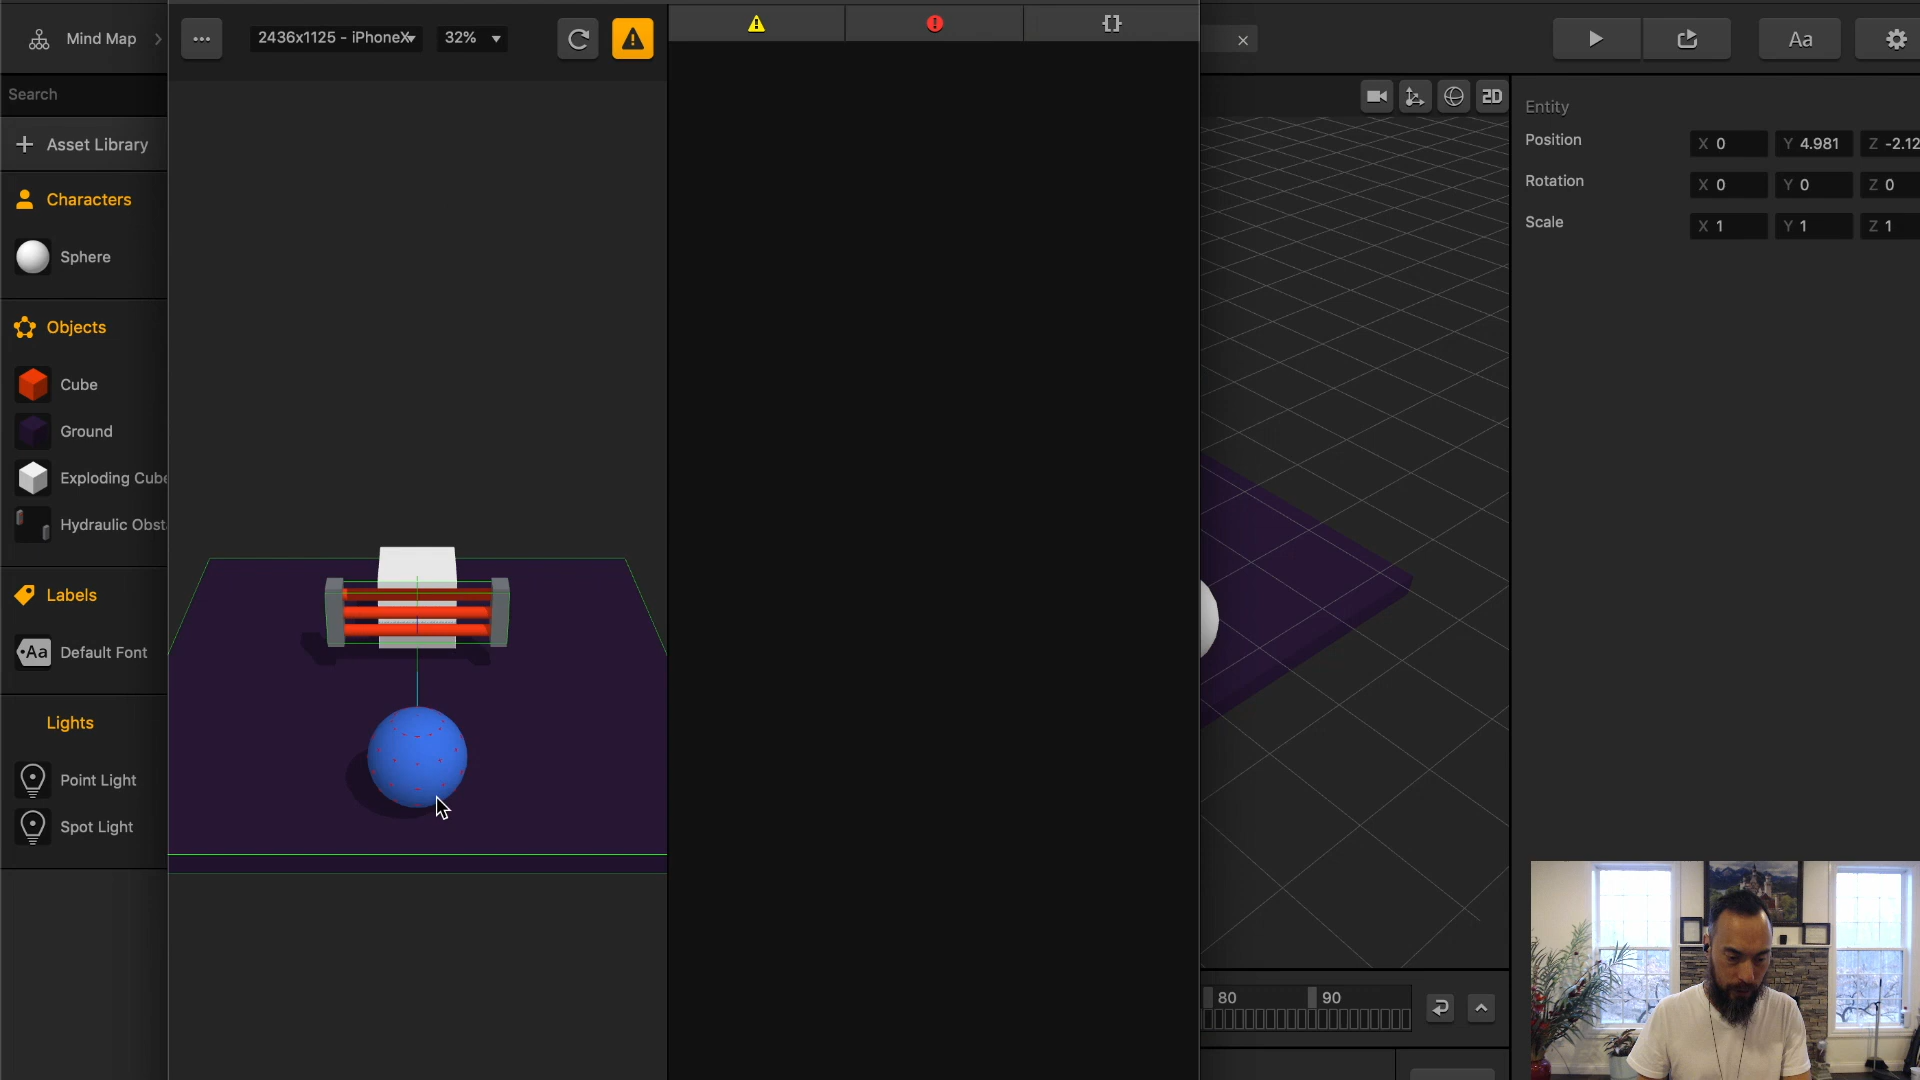 Mind Map
2436x1125 - iPhoneX
32%
{}
Aa
Search
2D
Entity
Asset Library
Position
X 0
Y 4.981
Z -2.12
Rotation
X 0
Y 0
Z 0
Scale
X 1
Y 1
Z 1
Characters
Sphere
Objects
Cube
Ground
Exploding Cube
Hydraulic Obst
Labels
Aa
Default Font
Lights
Point Light
Spot Light
80
90